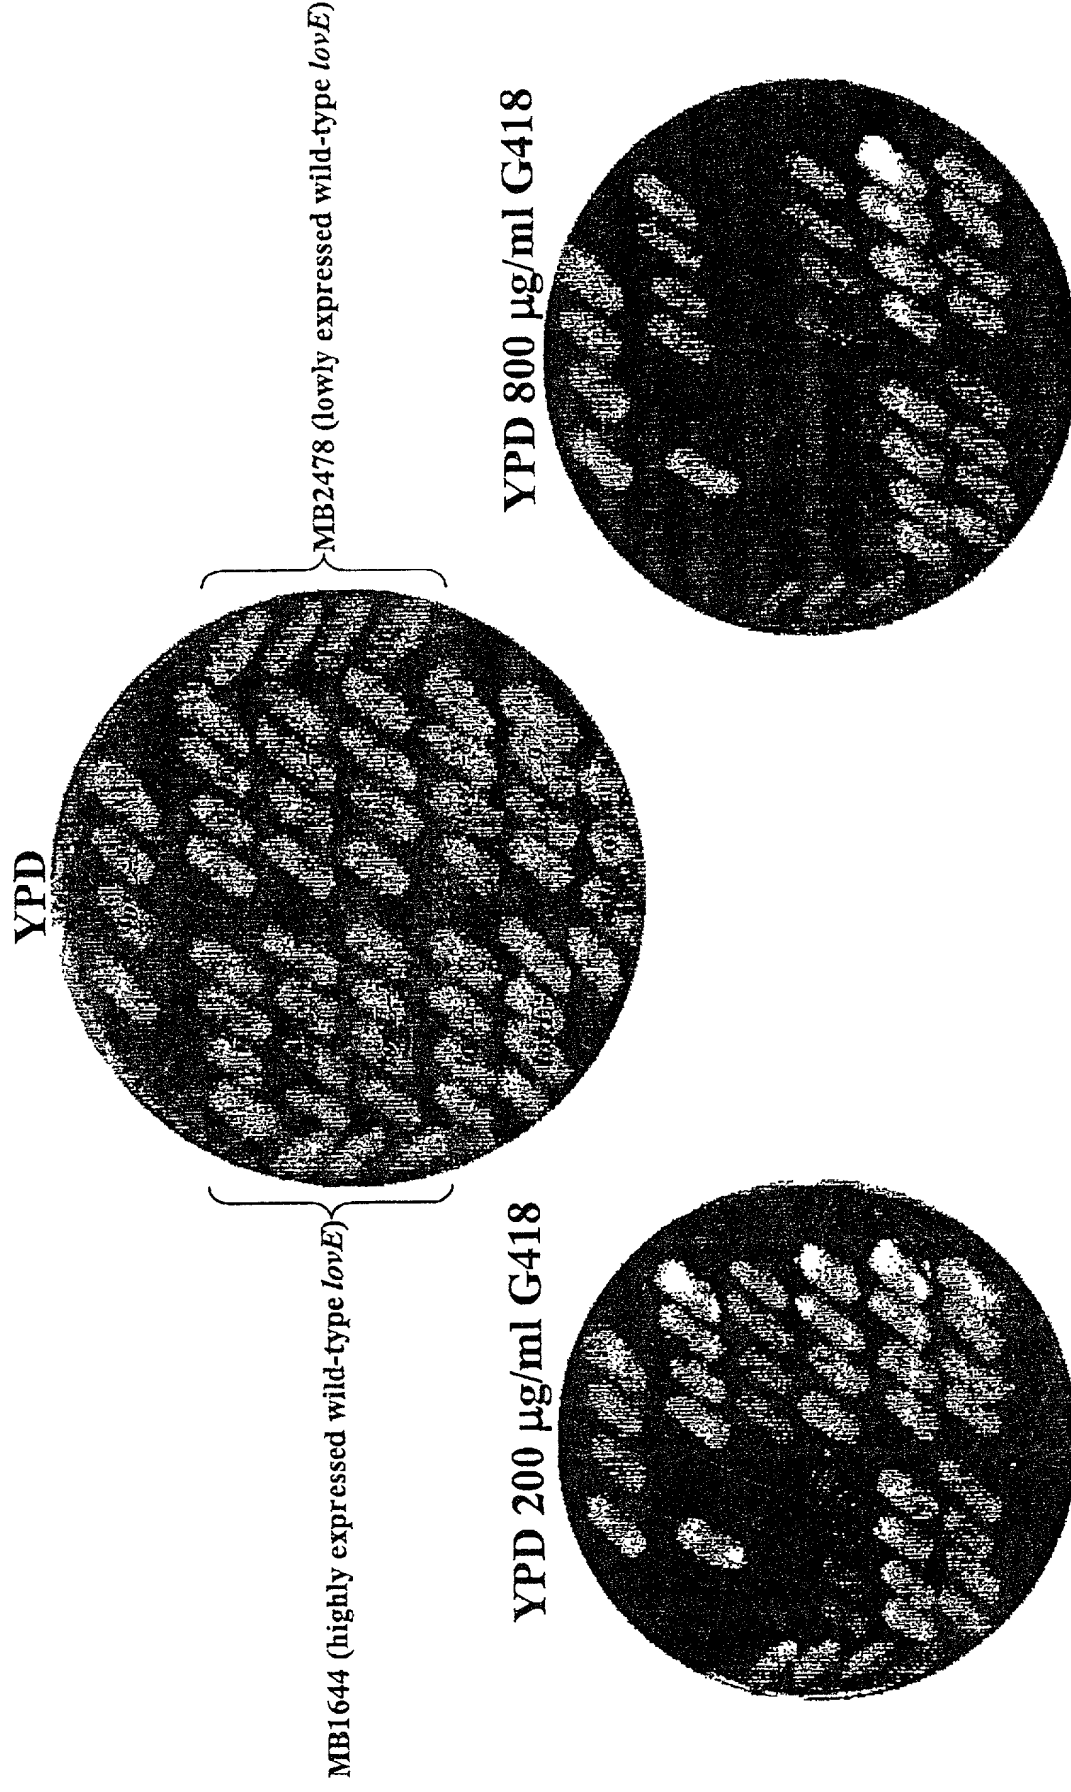 YPD
MB1644 (highly expressed wild-type lovE)
MB2478 (lowly expressed wild-type lovE)
YPD 200 µg/ml G418
YPD 800 µg/ml G418